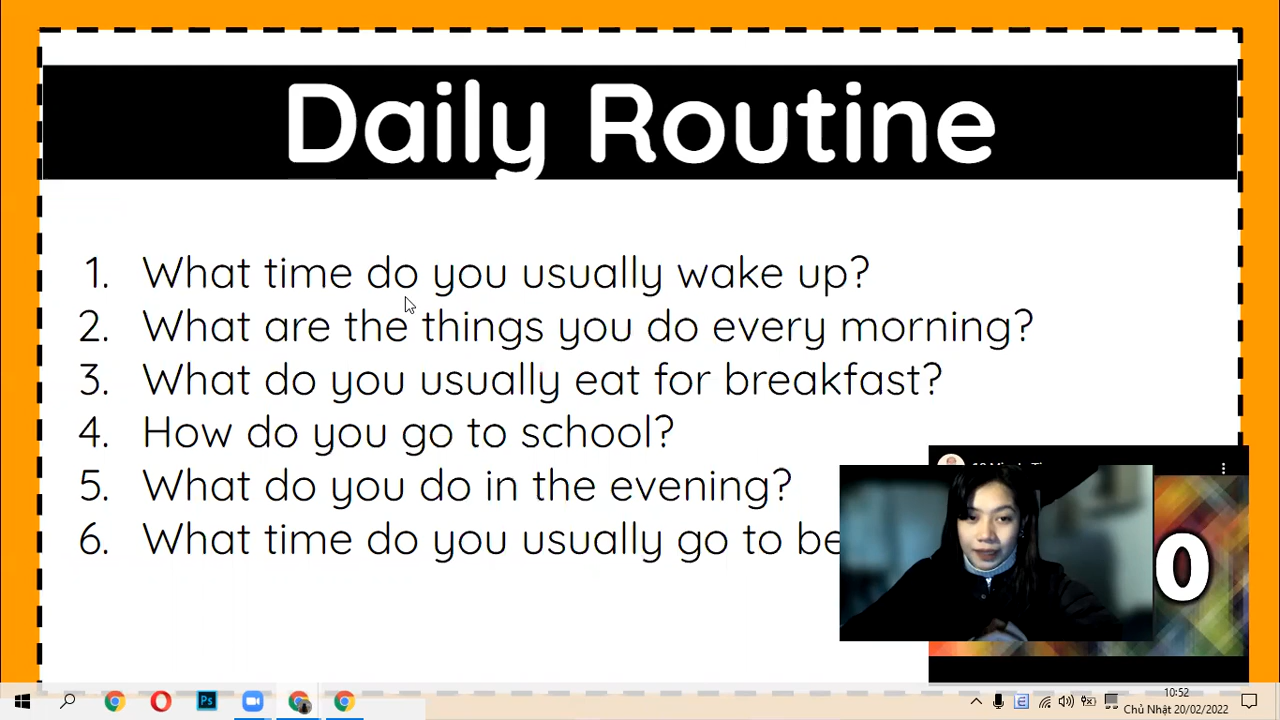 Daily Routine
1. What time do you usually wake up?
2. What are the things you do every morning?
3. What do you usually eat for breakfast?
4. How do you go to school?
5. What do you do in the evening?
6. What time do you usually go to be
0
Ps
10:52
Chủ Nhật 20/02/2022